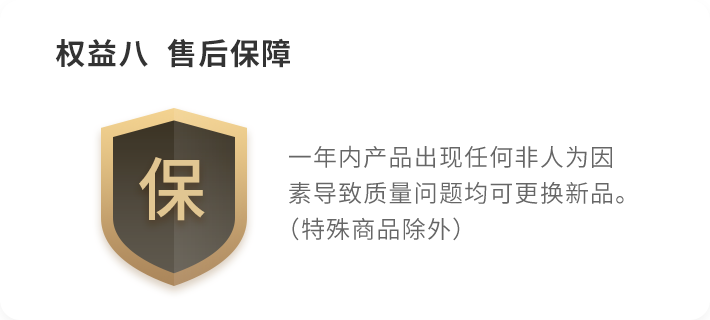 权益八 售后保障
保
一年内产品出现任何非人为因
素导致质量问题均可更换新品。
（特殊商品除外）